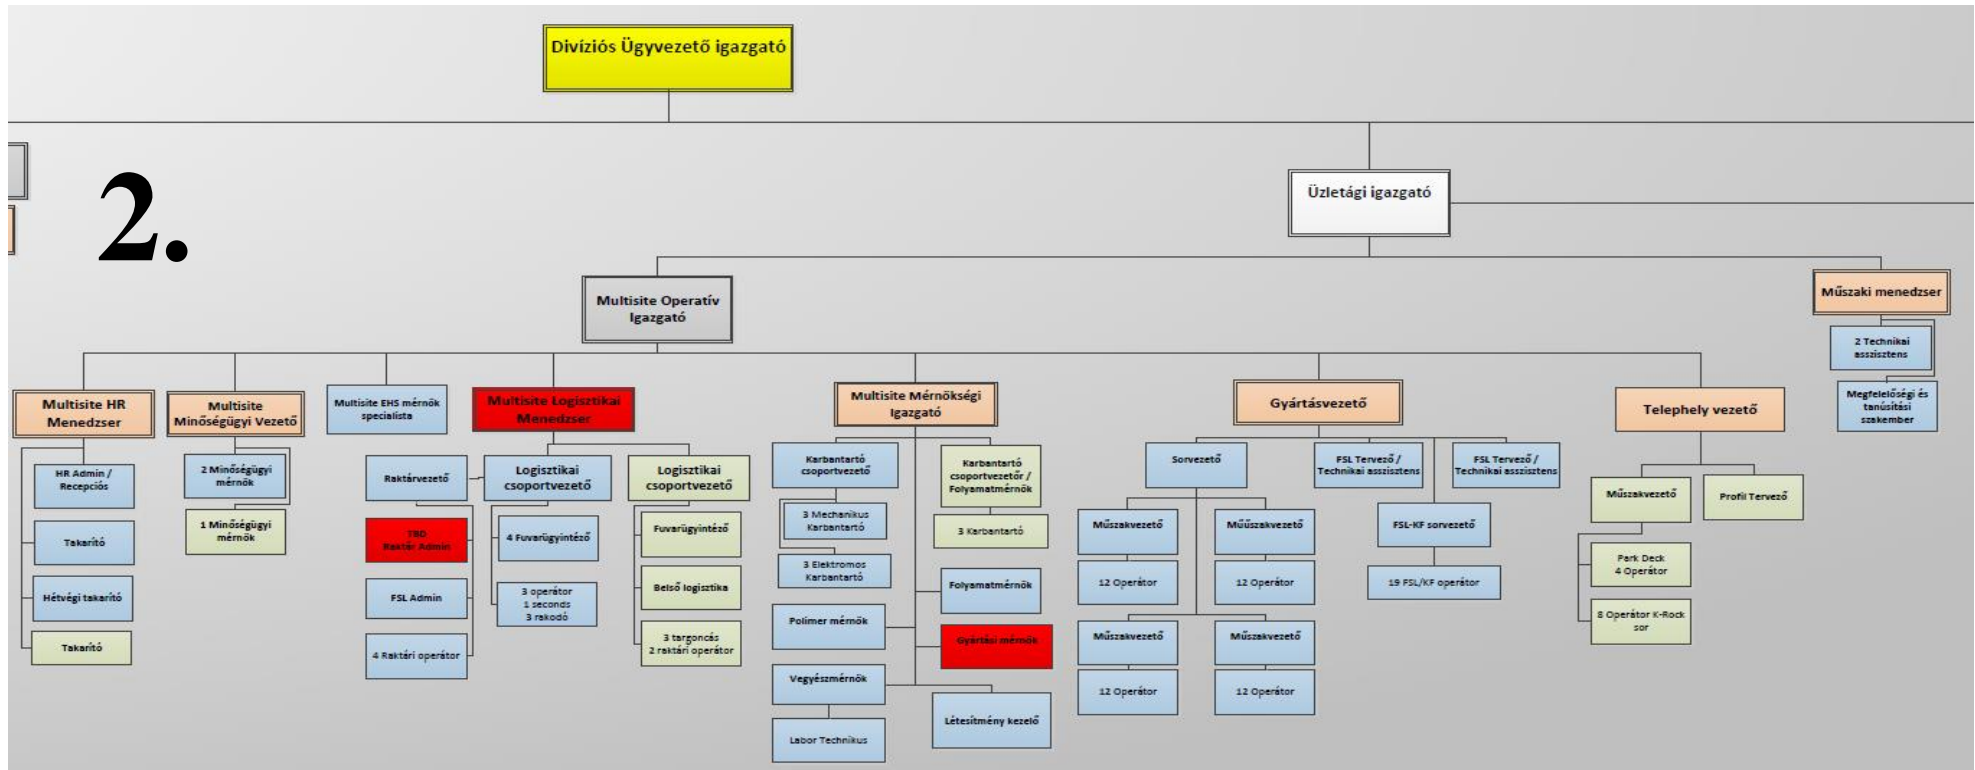 Divíziós Ügyvezető igazgató
2.
Üzletági igazgató
Multisite Operatív
Igazgató
Műszaki menedzser
2 Technikai
asszisztens
Megfelelőségi és
tanúsítási
szakember
Multisite HR
Menedzser
HR Admin /
Recepciós
Takarító
Hétvégi takarító
Takarító
Multisite
Minőségügyi Vezető
2 Minőségügyi
mérnök
1 Minőségügyi
mérnök
Multisite EHS mérnök
specialista
Multisite Logisztikai
Menedzser
Raktárvezető
TBD
Raktár Admin
FSL Admin
4 Raktári operátor
Logisztikai
csoportvezető
4 Fuvarügyintéző
3 operátor
1 seconds
3 rakodó
Logisztikai
csoportvezető
Fuvarügyintéző
Belső logisztika
3 targoncás
2 raktári operátor
Multisite Mérnökségi
Igazgató
Karbantartó
csoportvezető
3 Mechanikus
Karbantartó
3 Elektromos
Karbantartó
Polimer mérnök
Vegyészmérnök
Labor Technikus
Karbantartó
csoportvezetőr /
Folyamatmérnök
3 Karbantartó
Folyamatmérnök
Gyártási mérnök
Létesítmény kezelő
Gyártásvezető
Sorvezető
Műszakvezető
12 Operátor
Műűszakvezető
12 Operátor
Műszakvezető
12 Operátor
Műszakvezető
12 Operátor
FSL Tervező /
Technikai asszisztens
FSL-KF sorvezető
19 FSL/KF operátor
FSL Tervező /
Technikai asszisztens
Telephely vezető
Műszakvezető
Park Deck
4 Operátor
8 Operátor K-Rock
sor
Profil Tervező